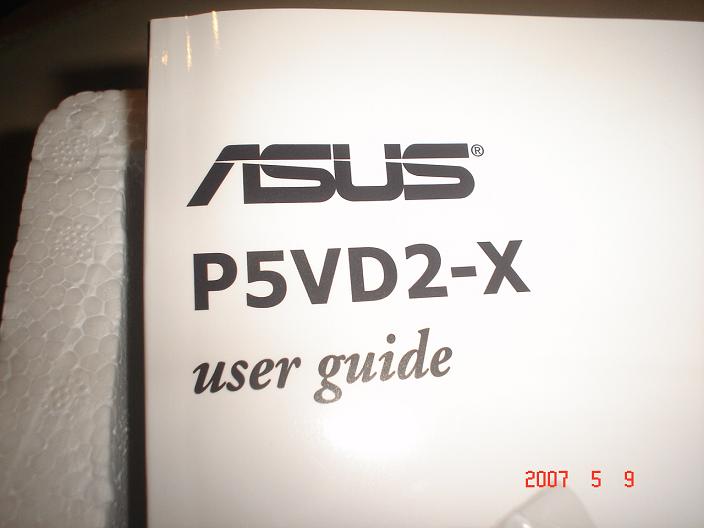 ASUS®
P5VD2-X
user guide
2007 5 9